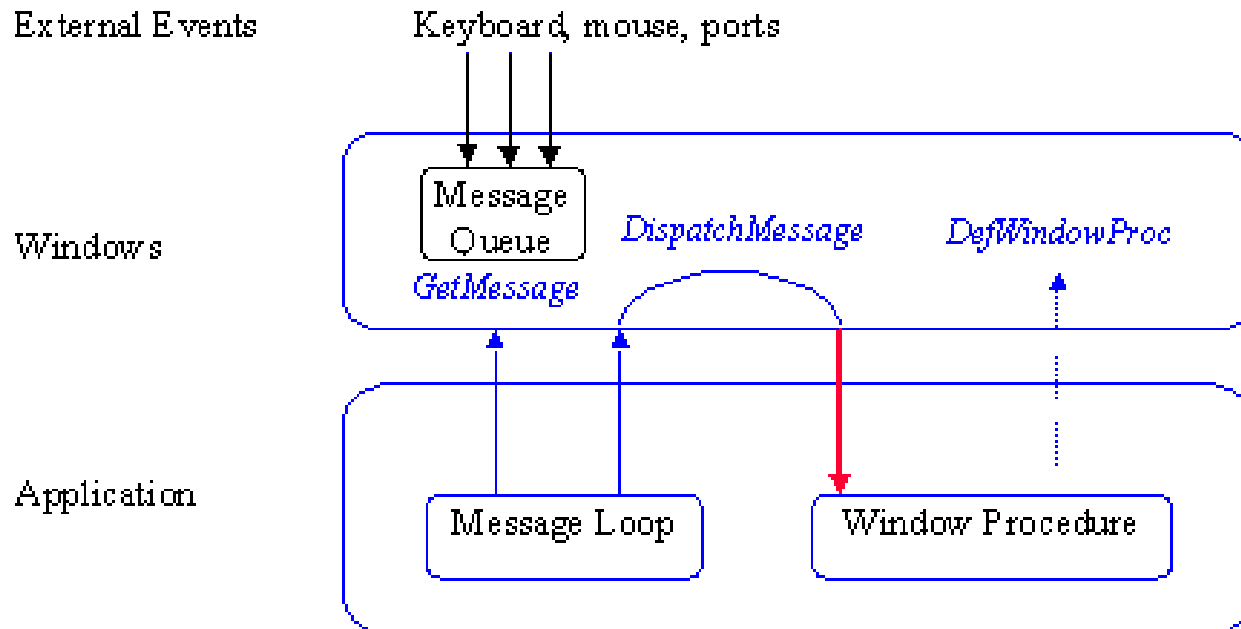 External Events
Keyboard, mouse, ports
Message
Queue
Windows
DispatchMessage
DefWindowProc
GetMessage
Application
Message Loop
Window Procedure